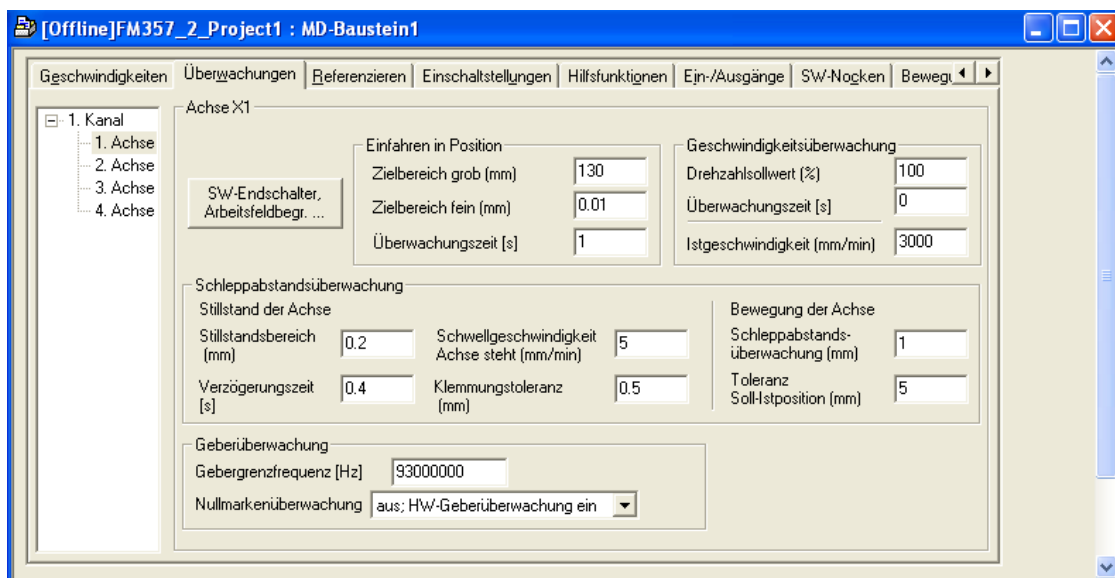 [Offline]FM357_2_Project1 : MD-Baustein1
Geschwindigkeiten
Überwachungen
Referenzieren
Einschaltstellungen
Hilfsfunktionen
Ein-/Ausgänge
SW-Nocken
Bewegu
1. Kanal
1. Achse
2. Achse
3. Achse
4. Achse
Achse X1
SW-Endschalter,
Arbeitsfeldbegr. ...
Einfahren in Position
Zielbereich grob (mm) 130
Zielbereich fein (mm) 0.01
Überwachungszeit [s] 1
Geschwindigkeitsüberwachung
Drehzahlsollwert (%) 100
Überwachungszeit [s] 0
Istgeschwindigkeit (mm/min) 3000
Schleppabstandsüberwachung
Stillstand der Achse
Stillstandsbereich
(mm)
0.2
Schwellgeschwindigkeit
Achse steht (mm/min)
5
Verzögerungszeit
[s]
0.4
Klemmungstoleranz
(mm)
0.5
Bewegung der Achse
Schleppabstands-
überwachung (mm)
1
Toleranz
Soll-Istposition (mm)
5
Geberüberwachung
Gebergrenzfrequenz [Hz] 93000000
Nullmarkenüberwachung aus; HW-Geberüberwachung ein